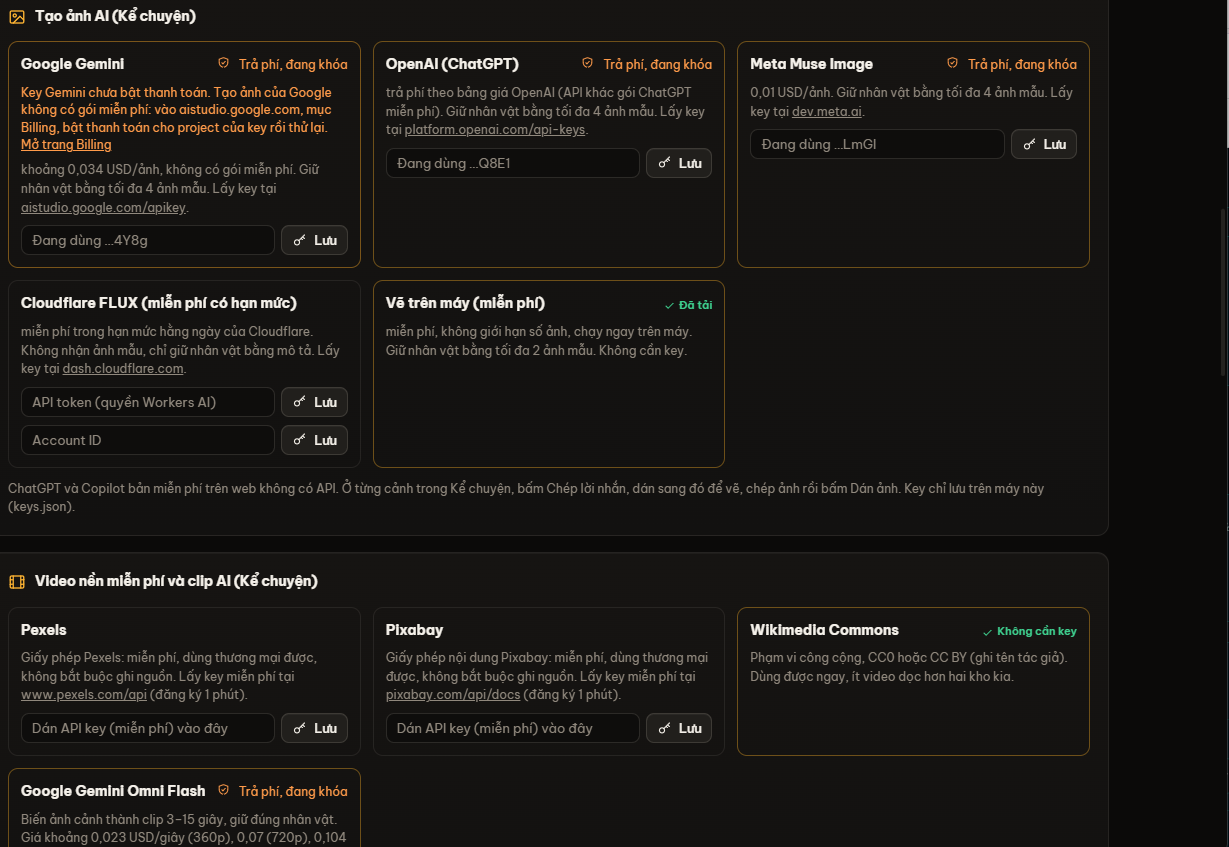 Tạo ảnh AI (Kể chuyện)
Google Gemini
Trả phí, đang khóa
Key Gemini chưa bật thanh toán. Tạo ảnh của Google
không có gói miễn phí: vào aistudio.google.com, mục
Billing, bật thanh toán cho project của key rồi thử lại.
Mở trang Billing
khoảng 0,034 USD/ảnh, không có gói miễn phí. Giữ
nhân vật bằng tối đa 4 ảnh mẫu. Lấy key tại
aistudio.google.com/apikey.
Đang dùng ...4Y8g
Lưu
OpenAI (ChatGPT)
Trả phí, đang khóa
trả phí theo bảng giá OpenAI (API khác gói ChatGPT
miễn phí). Giữ nhân vật bằng tối đa 4 ảnh mẫu. Lấy key
tại platform.openai.com/api-keys.
Đang dùng ...Q8E1
Lưu
Meta Muse Image
Trả phí, đang khóa
0,01 USD/ảnh. Giữ nhân vật bằng tối đa 4 ảnh mẫu. Lấy
key tại dev.meta.ai.
Đang dùng ...LmGI
Lưu
Cloudflare FLUX (miễn phí có hạn mức)
miễn phí trong hạn mức hằng ngày của Cloudflare.
Không nhận ảnh mẫu, chỉ giữ nhân vật bằng mô tả. Lấy
key tại dash.cloudflare.com.
API token (quyền Workers AI)
Lưu
Account ID
Lưu
Vẽ trên máy (miễn phí)
Đã tải
miễn phí, không giới hạn số ảnh, chạy ngay trên máy.
Giữ nhân vật bằng tối đa 2 ảnh mẫu. Không cần key.
ChatGPT và Copilot bản miễn phí trên web không có API. Ở từng cảnh trong Kể chuyện, bấm Chép lời nhắn, dán sang đó để vẽ, chép ảnh rồi bấm Dán ảnh. Key chỉ lưu trên máy này
(keys.json).
Video nền miễn phí và clip AI (Kể chuyện)
Pexels
Giấy phép Pexels: miễn phí, dùng thương mại được,
không bắt buộc ghi nguồn. Lấy key miễn phí tại
www.pexels.com/api (đăng ký 1 phút).
Dán API key (miễn phí) vào đây
Lưu
Pixabay
Giấy phép nội dung Pixabay: miễn phí, dùng thương mại
được, không bắt buộc ghi nguồn. Lấy key miễn phí tại
pixabay.com/api/docs (đăng ký 1 phút).
Dán API key (miễn phí) vào đây
Lưu
Wikimedia Commons
Không cần key
Phạm vi công cộng, CC0 hoặc CC BY (ghi tên tác giả).
Dùng được ngay, ít video dọc hơn hai kho kia.
Google Gemini Omni Flash
Trả phí, đang khóa
Biến ảnh cảnh thành clip 3–15 giây, giữ đúng nhân vật.
Giá khoảng 0,023 USD/giây (360p), 0,07 (720p), 0,104